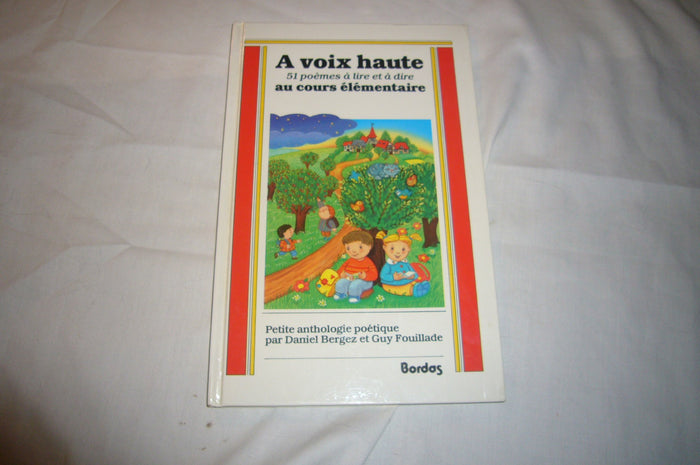 A voix haute
51 poèmes à lire et à dire
au cours élémentaire
Petite anthologie poétique
par Daniel Bergez et Guy Fouillade
Bordas